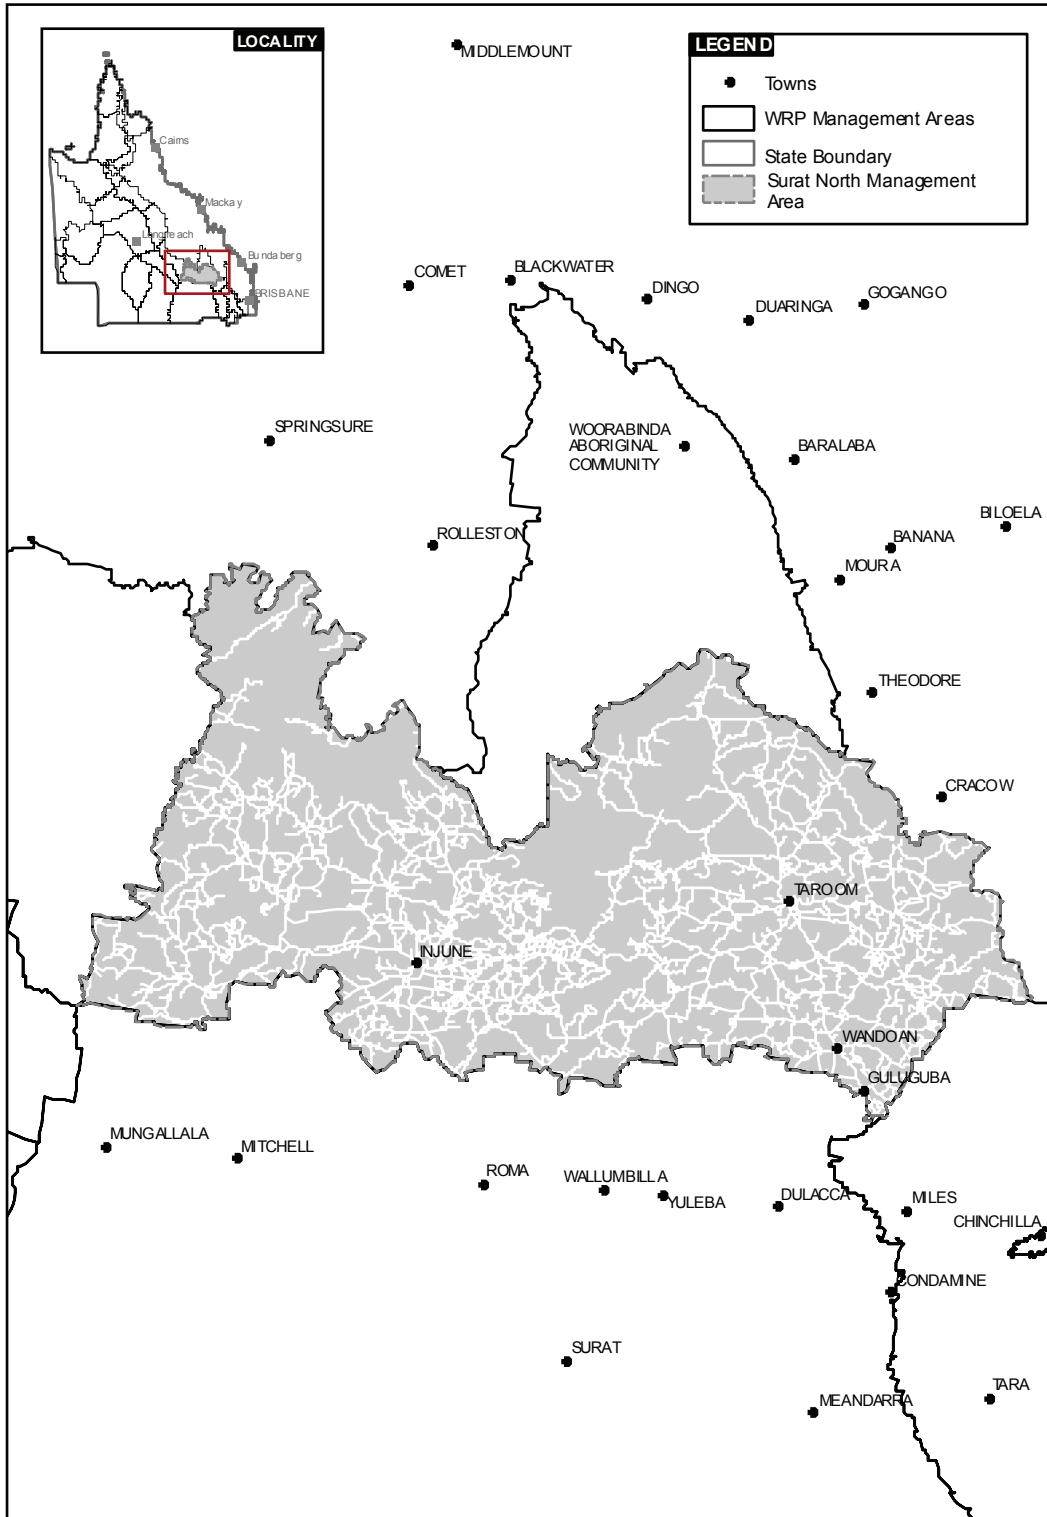 LOCALITY
Cairns
Mackay
Longreach
Bundaberg
BRISBANE
LEGEND
Towns
WRP Management Areas
State Boundary
Surat North Management
Area
MIDDLEMOUNT
COMET
BLACKWATER
DINGO
DUARINGA
GOGANGO
SPRINGSURE
WOORABINDA
ABORIGINAL
COMMUNITY
BARALABA
BILOELA
ROLLESTON
BANANA
MOURA
THEODORE
CRACOW
TAROOM
INJUNE
WANDOAN
GULUGUBA
MUNGALLALA
MITCHELL
ROMA
WALLUMBILLA
YULEBA
DULACCA
MILES
CHINCHILLA
CONDAMINE
SURAT
MEANDARRA
TARA